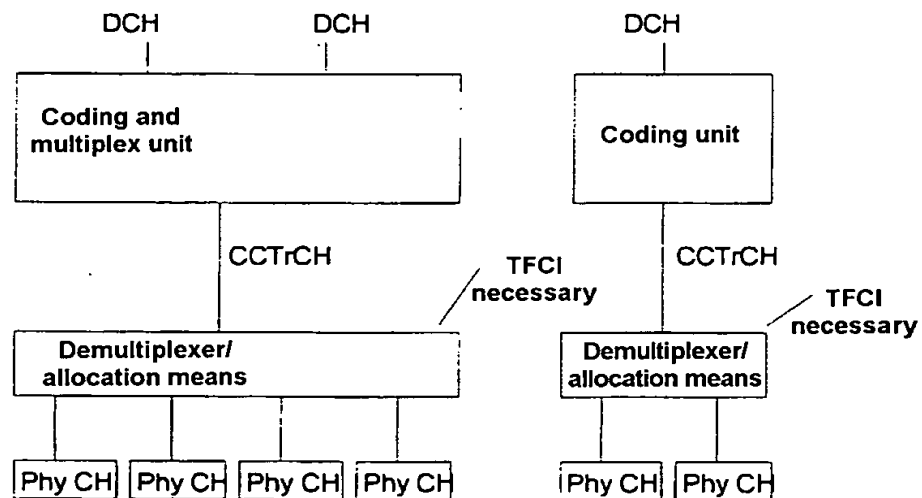 DCH
DCH
Coding and
multiplex unit
CCTrCH
TFCI
necessary
Demultiplexer/
allocation means
Phy CH
Phy CH
Phy CH
Phy CH
DCH
Coding unit
CCTrCH
TFCI
necessary
Demultiplexer/
allocation means
Phy CH
Phy CH